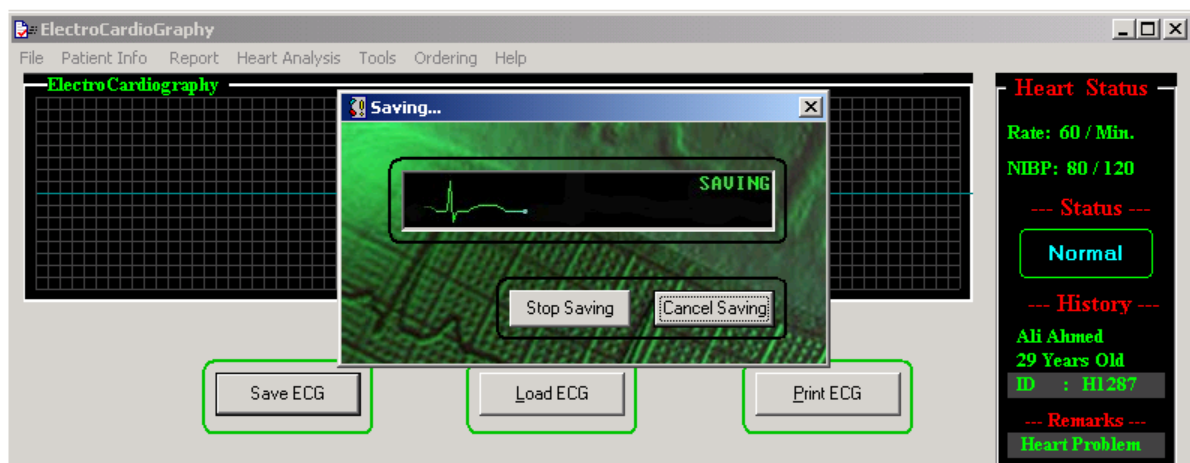 ElectroCardioGraphy
File Patient Info Report Heart Analysis Tools Ordering Help
ElectroCardiography
Saving...
SAVING
Stop Saving Cancel Saving
Save ECG Load ECG Print ECG
Heart Status
Rate: 60 / Min.
NIBP: 80 / 120
--- Status ---
Normal
--- History ---
Ali Ahmed
29 Years Old
ID : H1287
--- Remarks ---
Heart Problem